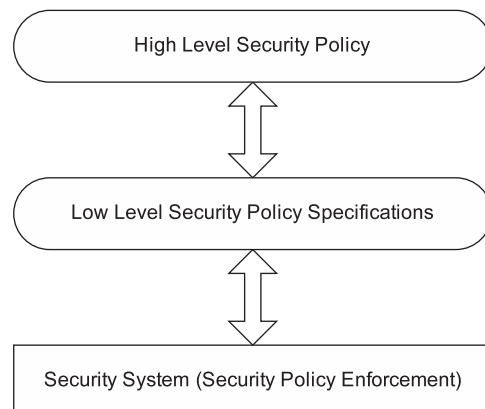 High Level Security Policy
Low Level Security Policy Specifications
Security System (Security Policy Enforcement)